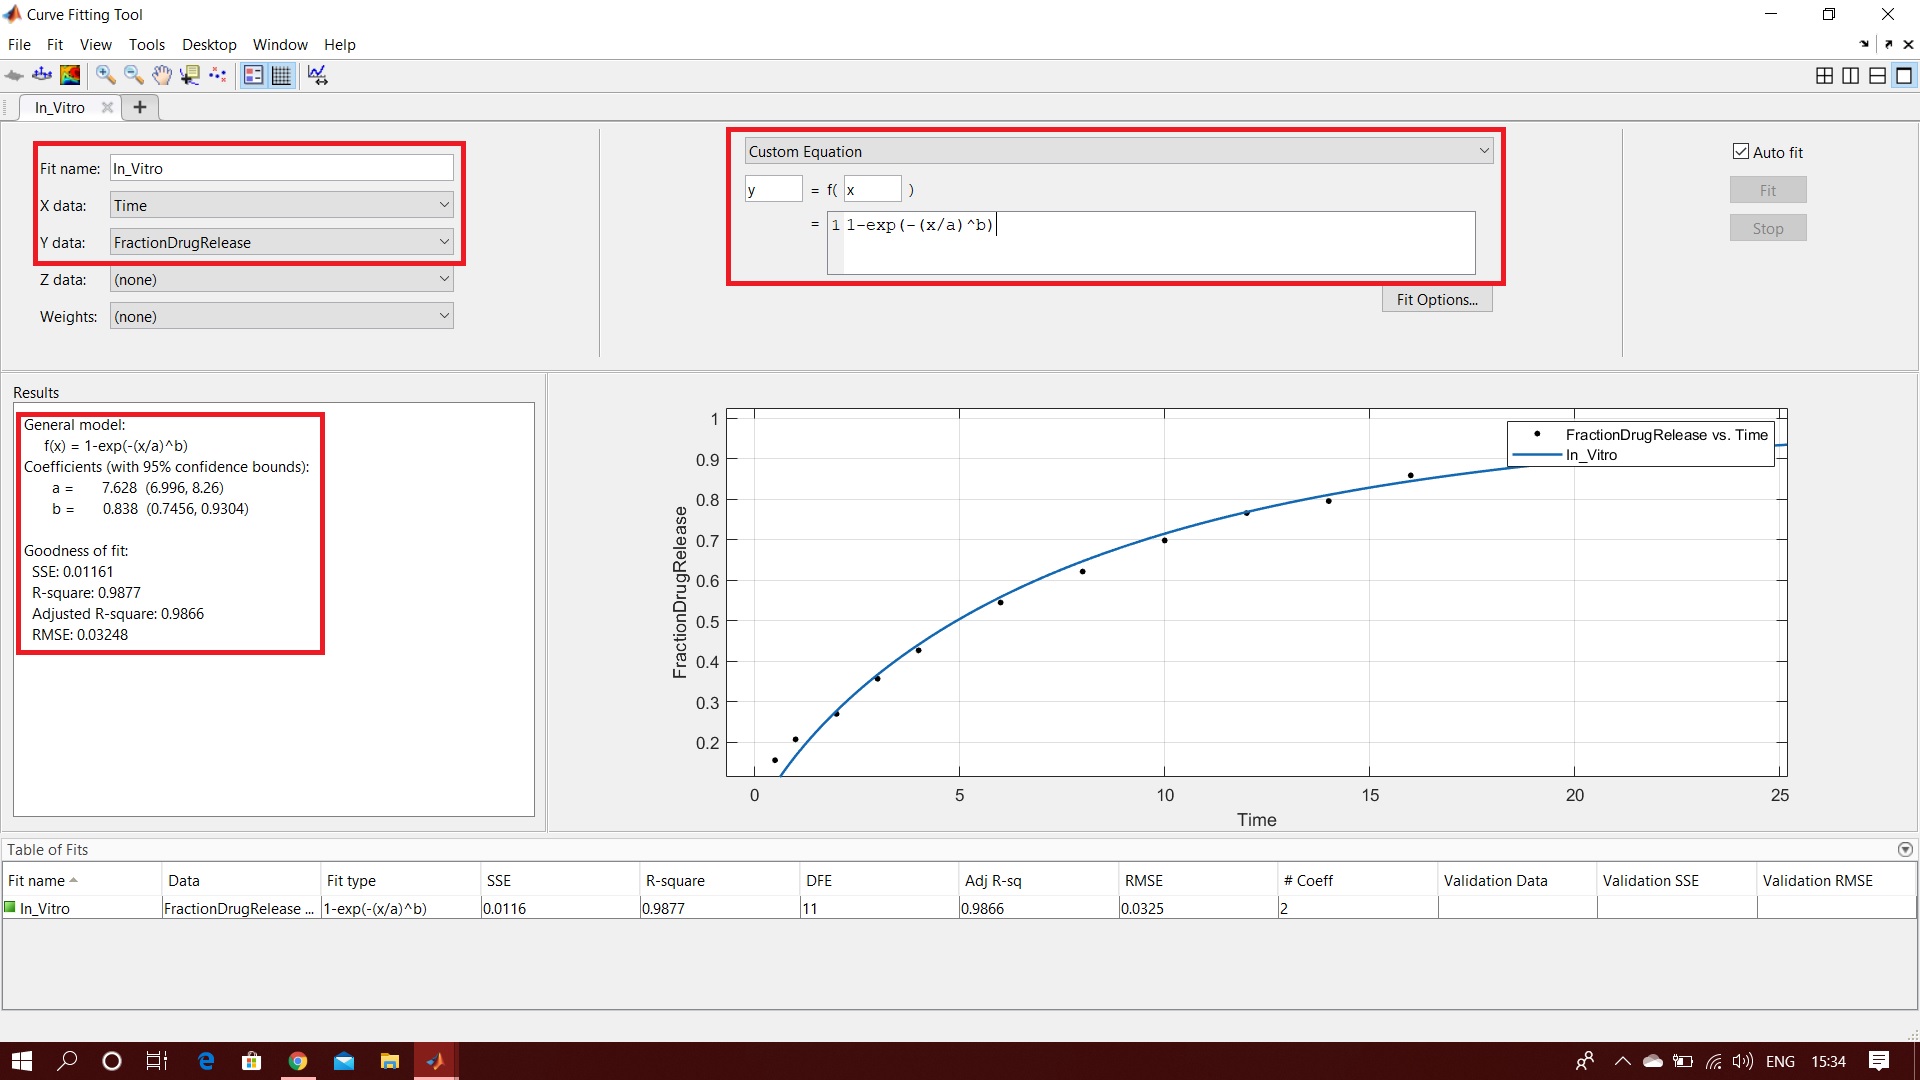 Curve Fitting Tool
File Fit View Tools Desktop Window Help
In_Vitro
Fit name: In_Vitro
X data: Time
Y data: FractionDrugRelease
Z data: (none)
Weights: (none)
Custom Equation
y = f( x )
= 1 1-exp(-(x/a)^b)
Fit Options...
Auto fit
Fit
Stop
Results
General model:
f(x) = 1-exp(-(x/a)^b)
Coefficients (with 95% confidence bounds):
a = 7.628 (6.996, 8.26)
b = 0.838 (0.7456, 0.9304)
Goodness of fit:
SSE: 0.01161
R-square: 0.9877
Adjusted R-square: 0.9866
RMSE: 0.03248
FractionDrugRelease vs. Time
In_Vitro
1
0.9
0.8
0.7
0.6
0.5
0.4
0.3
0.2
FractionDrugRelease
0 5 10 15 20 25
Time
Table of Fits
Fit name Data Fit type SSE R-square DFE Adj R-sq RMSE # Coeff Validation Data Validation SSE Validation RMSE
In_Vitro FractionDrugRelease ... 1-exp(-(x/a)^b) 0.0116 0.9877 11 0.9866 0.0325 2
ENG 15:34